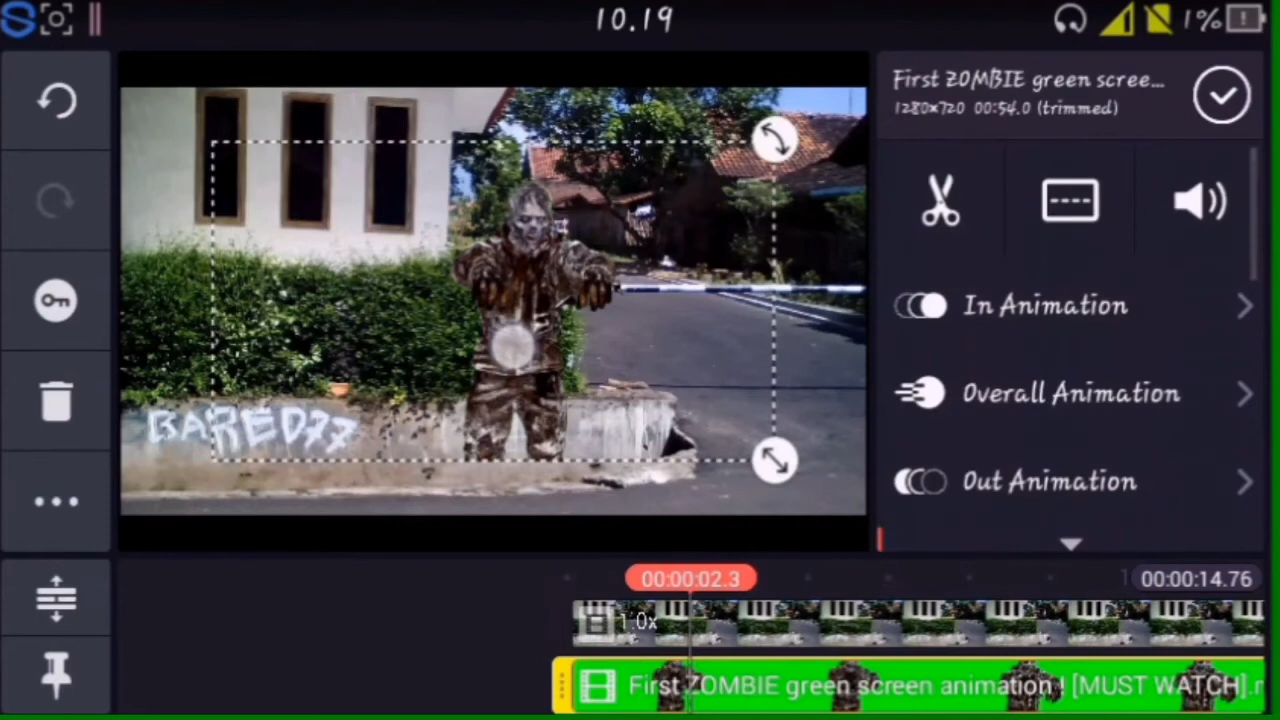 10.19
1%
First ZOMBIE green scree...
1280x720 00:54.0 (trimmed)
In Animation
Overall Animation
Out Animation
BARED77
00:00:02.3
00:00:14.76
1.0x
First ZOMBIE green screen animation ! [MUST WATCH].